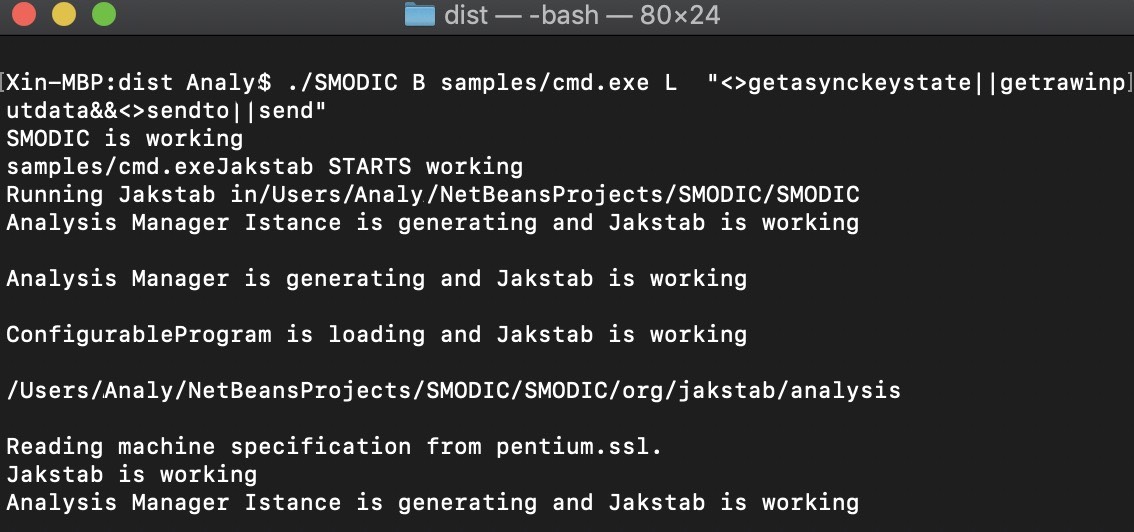 dist — -bash — 80×24
[Xin-MBP:dist Analy$ ./SMODIC B samples/cmd.exe L  "<>getasynckeystate||getrawinp]
utdata&&<>sendto||send"
SMODIC is working
samples/cmd.exeJakstab STARTS working
Running Jakstab in/Users/Analy/NetBeansProjects/SMODIC/SMODIC
Analysis Manager Istance is generating and Jakstab is working
Analysis Manager is generating and Jakstab is working
ConfigurableProgram is loading and Jakstab is working
/Users/Analy/NetBeansProjects/SMODIC/SMODIC/org/jakstab/analysis
Reading machine specification from pentium.ssl.
Jakstab is working
Analysis Manager Istance is generating and Jakstab is working